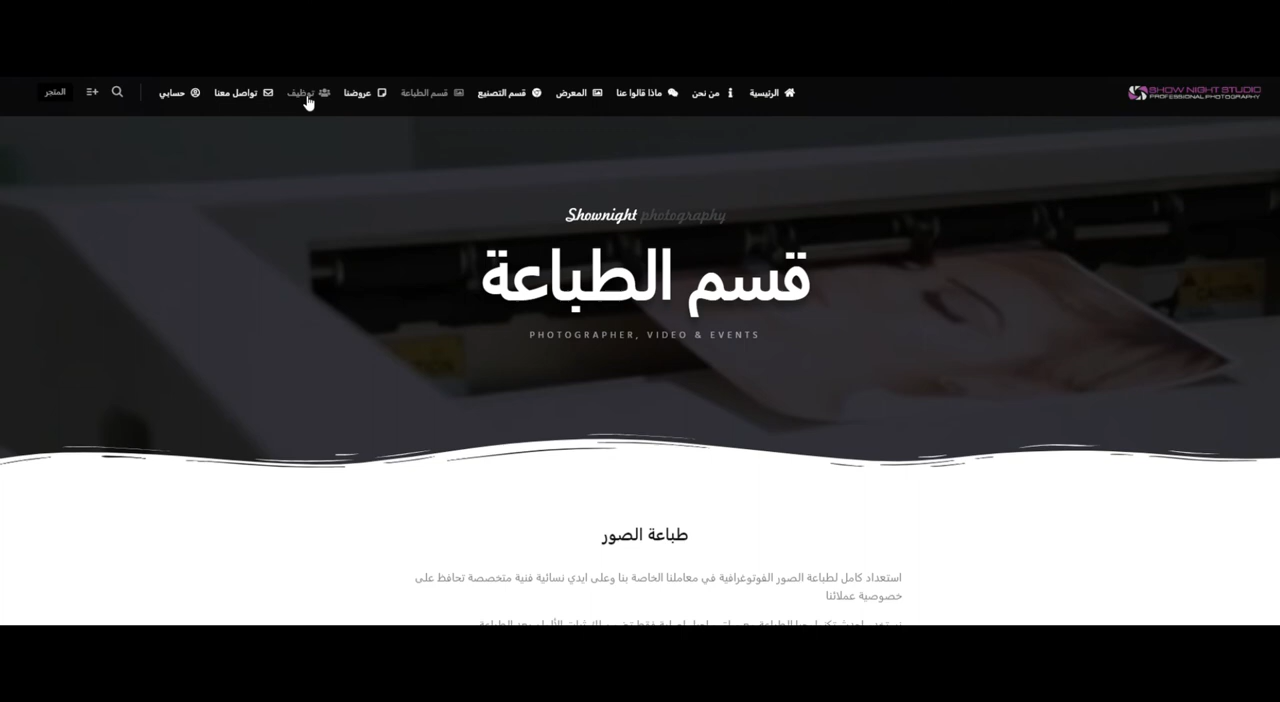 SHOW NIGHT STUDIO
PROFESSIONAL PHOTOGRAPHY
الرئيسية
من نحن
ماذا قالوا عنا
المعرض
قسم التصنيع
قسم الطباعة
عروضنا
توظيف
تواصل معنا
حسابي
المتجر
Shownight photography
قسم الطباعة
PHOTOGRAPHER, VIDEO & EVENTS
طباعة الصور
استعداد كامل لطباعة الصور الفوتوغرافية في معاملنا الخاصة بنا وعلى ايدي نسائية فنية متخصصة تحافظ على
خصوصية عملائنا